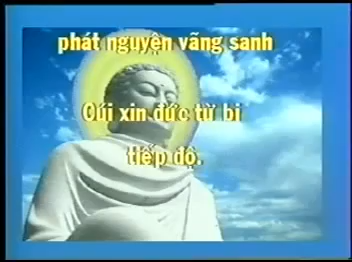 phát nguyện vãng sanh
Cúi xin đức từ bi
tiếp độ.